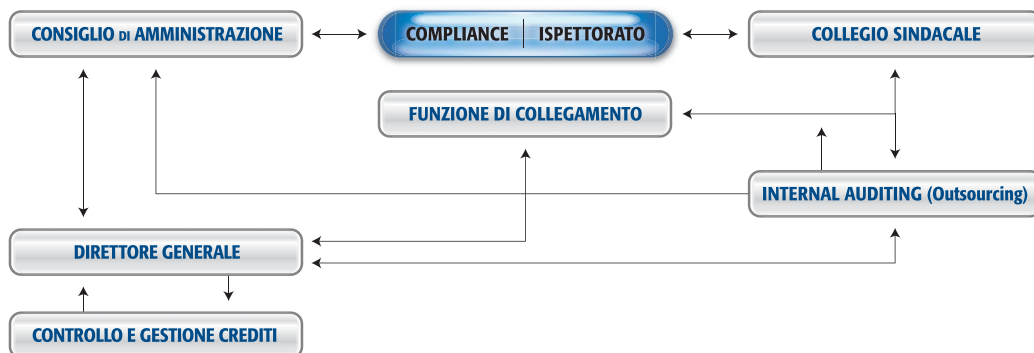 CONSIGLIO DI AMMINISTRAZIONE
COMPLIANCE | ISPETTORATO
COLLEGIO SINDACALE
FUNZIONE DI COLLEGAMENTO
INTERNAL AUDITING (Outsourcing)
DIRETTORE GENERALE
CONTROLLO E GESTIONE CREDITI